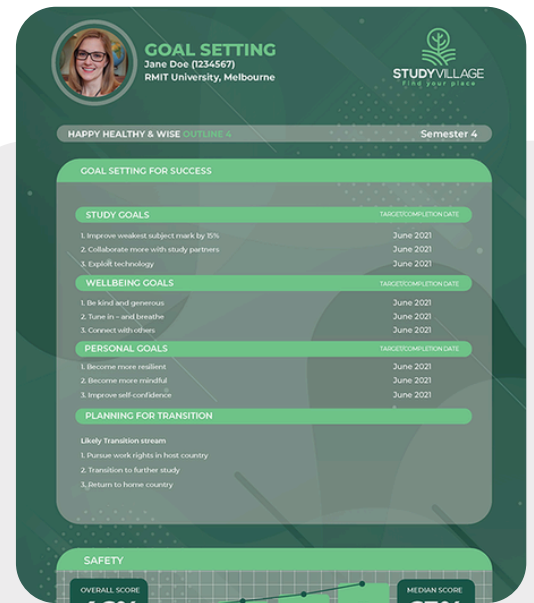 GOAL SETTING
Jane Doe (1234567)
RMIT University, Melbourne
STUDYVILLAGE
find your place
HAPPY HEALTHY & WISE OUTLINE 4 Semester 4
GOAL SETTING FOR SUCCESS
STUDY GOALS TARGET/COMPLETION DATE
1. Improve weakest subject mark by 15% June 2021
2. Collaborate more with study partners June 2021
3. Exploit technology June 2021
WELLBEING GOALS TARGET/COMPLETION DATE
1. Be kind and generous June 2021
2. Tune in – and breathe June 2021
3. Connect with others June 2021
PERSONAL GOALS TARGET/COMPLETION DATE
1. Become more resilient June 2021
2. Become more mindful June 2021
3. Improve self-confidence June 2021
PLANNING FOR TRANSITION
Likely Transition stream
1. Pursue work rights in host country
2. Transition to further study
3. Return to home country
SAFETY
OVERALL SCORE MEDIAN SCORE